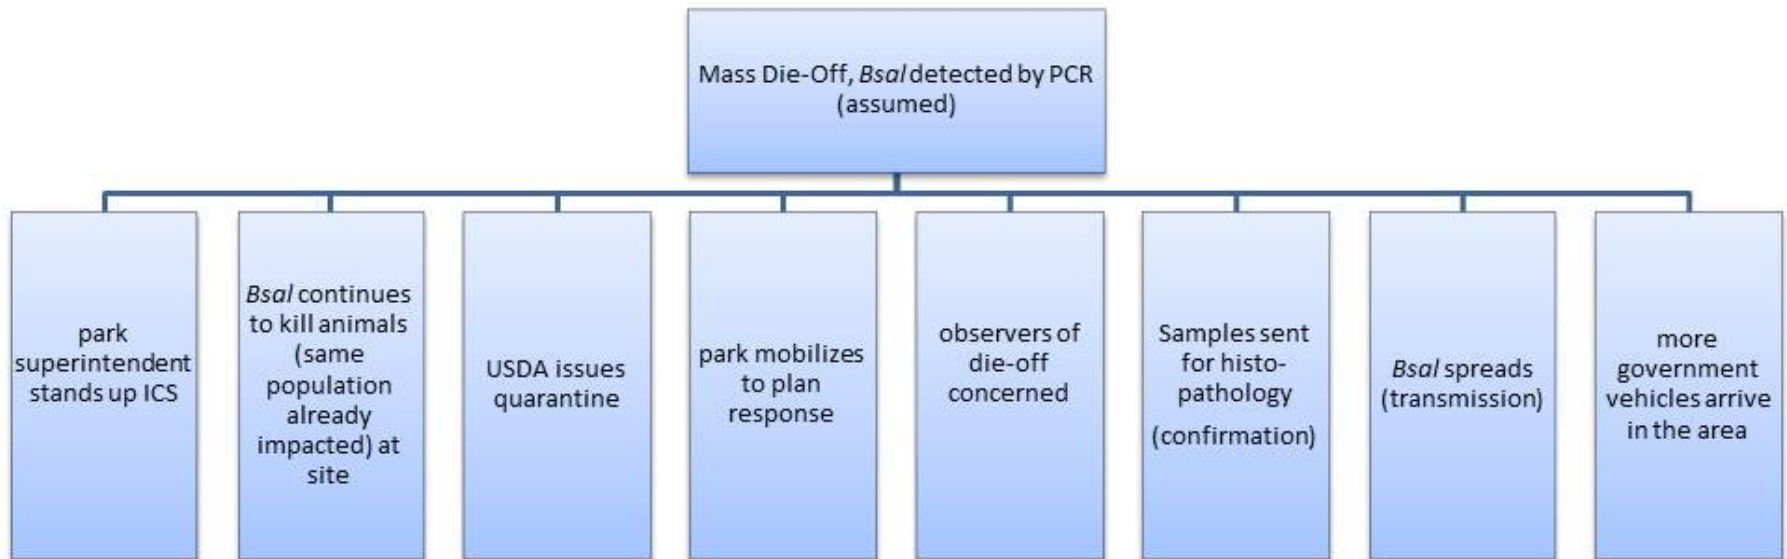 Mass Die-Off, Bsal detected by PCR
(assumed)
park
superintendent
stands up ICS
Bsal continues
to kill animals
(same
population
already
impacted) at
site
USDA issues
quarantine
park mobilizes
to plan
response
observers of
die-off
concerned
Samples sent
for histo-
pathology
(confirmation)
Bsal spreads
(transmission)
more
government
vehicles arrive
in the area